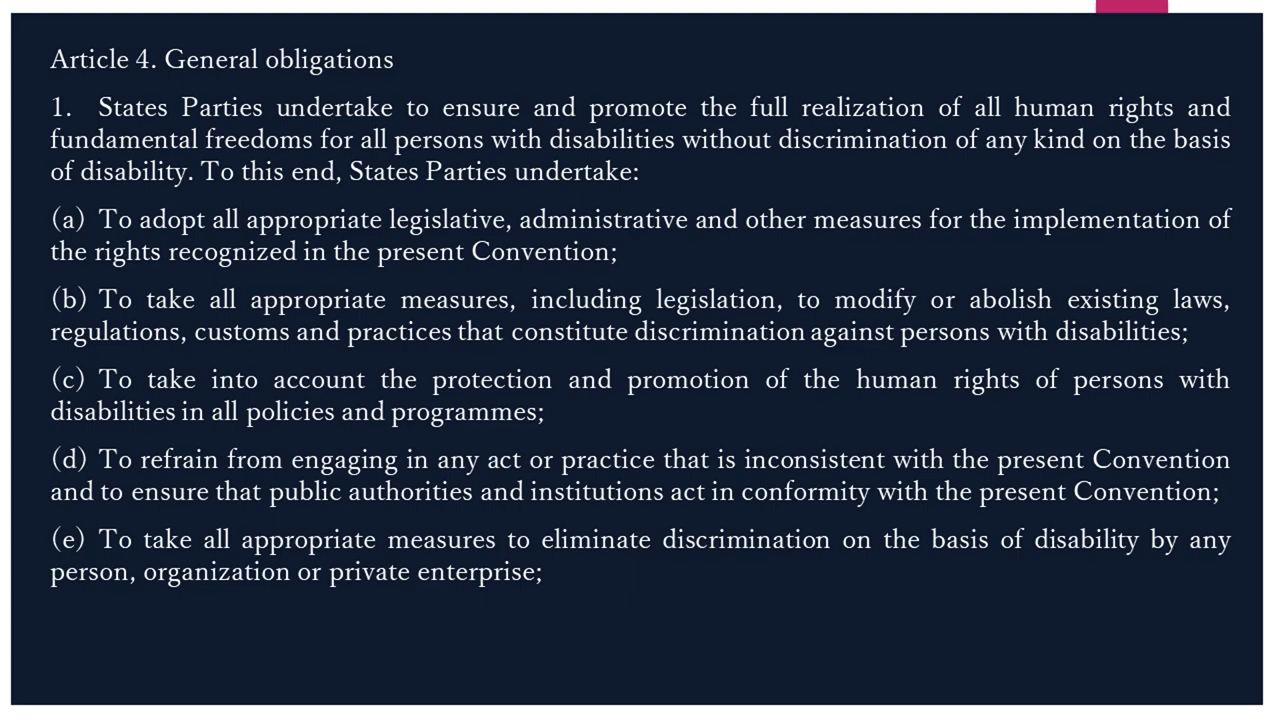 Article 4. General obligations
1. States Parties undertake to ensure and promote the full realization of all human rights and
fundamental freedoms for all persons with disabilities without discrimination of any kind on the basis
of disability. To this end, States Parties undertake:
(a) To adopt all appropriate legislative, administrative and other measures for the implementation of
the rights recognized in the present Convention;
(b) To take all appropriate measures, including legislation, to modify or abolish existing laws,
regulations, customs and practices that constitute discrimination against persons with disabilities;
(c) To take into account the protection and promotion of the human rights of persons with
disabilities in all policies and programmes;
(d) To refrain from engaging in any act or practice that is inconsistent with the present Convention
and to ensure that public authorities and institutions act in conformity with the present Convention;
(e) To take all appropriate measures to eliminate discrimination on the basis of disability by any
person, organization or private enterprise;